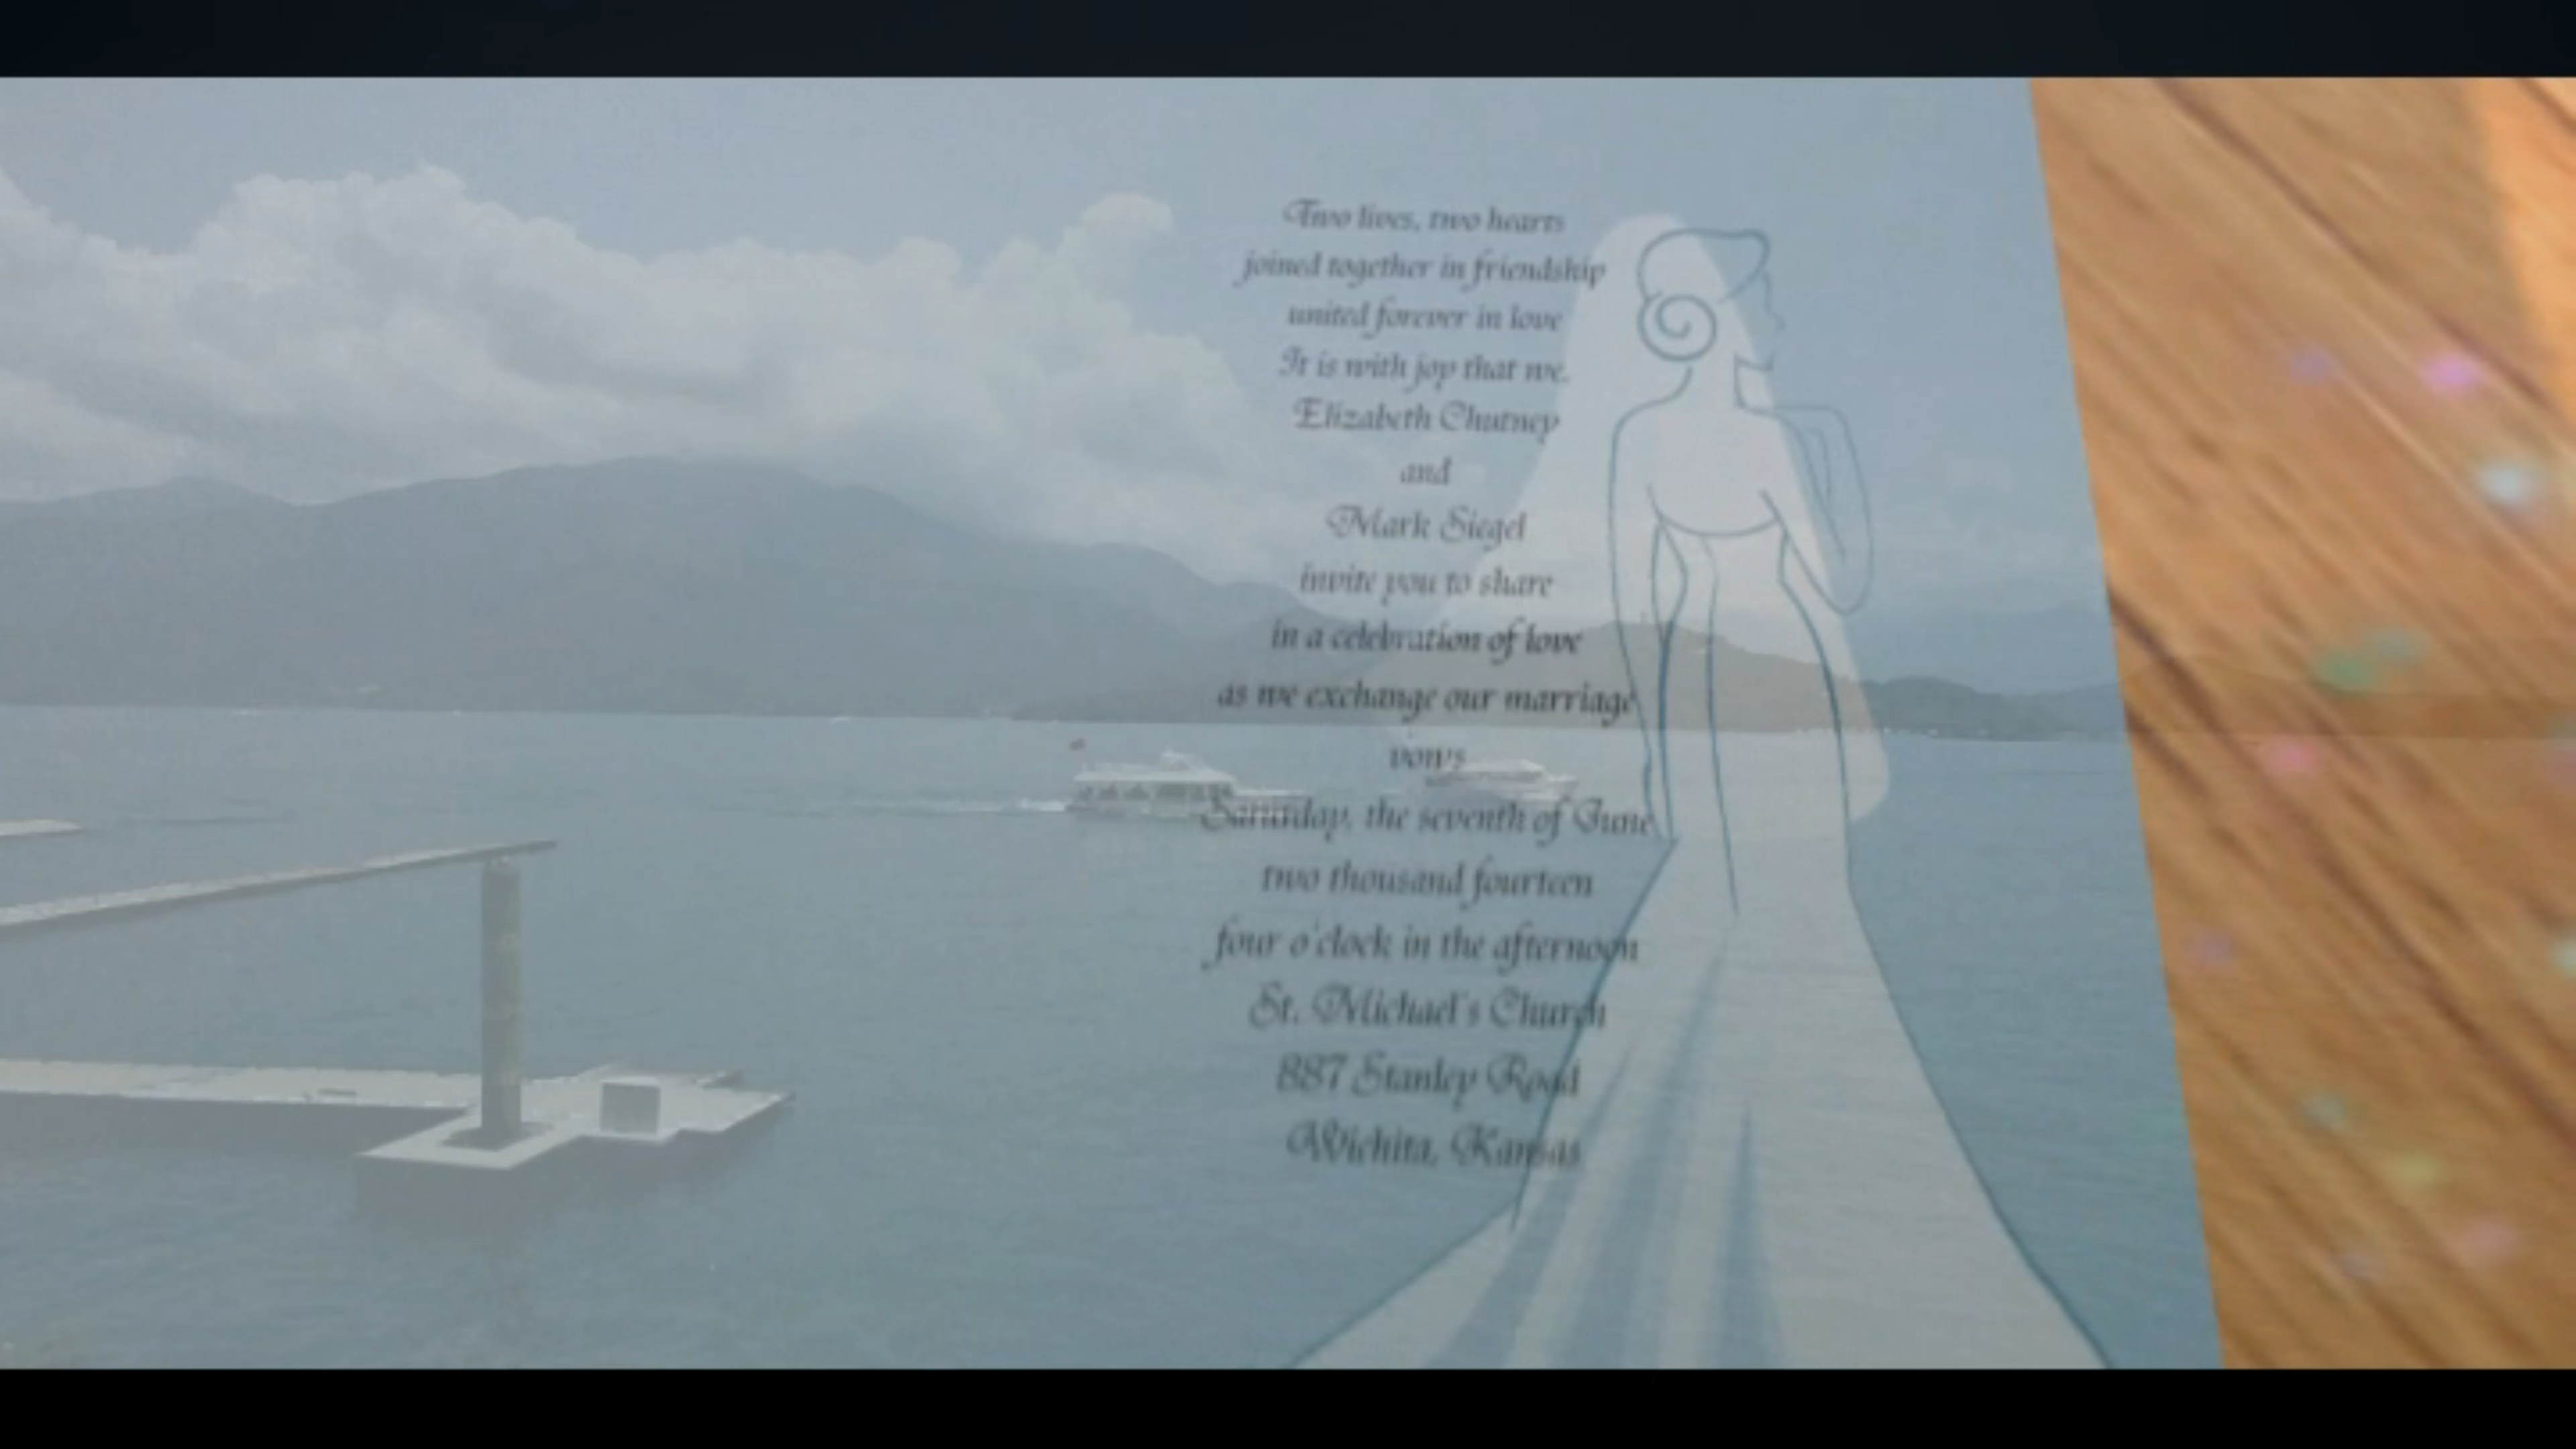 Two lives, two hearts
joined together in friendship
united forever in love
It is with joy that we,
Elizabeth Chutney
and
Mark Siegel
invite you to share
in a celebration of love
as we exchange our marriage
vows
Saturday, the seventh of June
two thousand fourteen
four o'clock in the afternoon
St. Michael's Church
887 Stanley Road
Wichita, Kansas